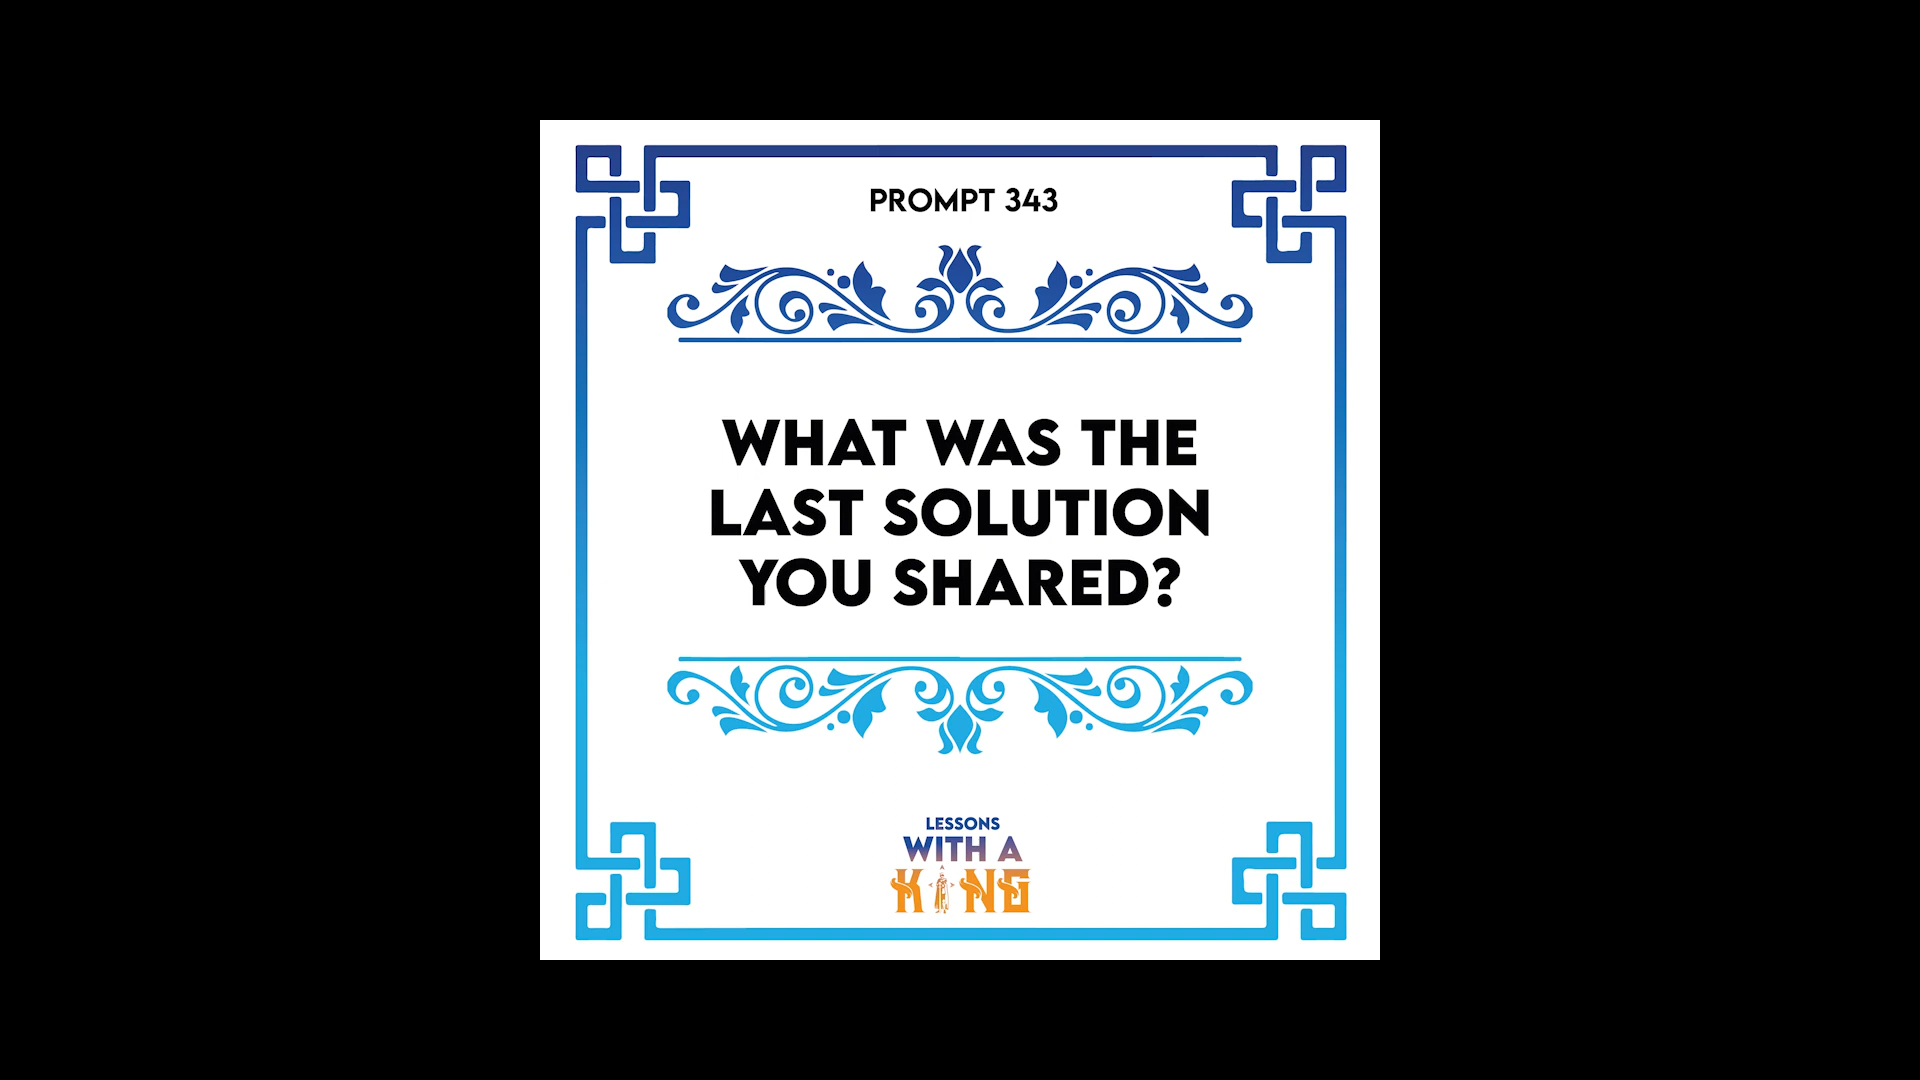 PROMPT 343
WHAT WAS THE
LAST SOLUTION
YOU SHARED?
LESSONS
WITH A
KING